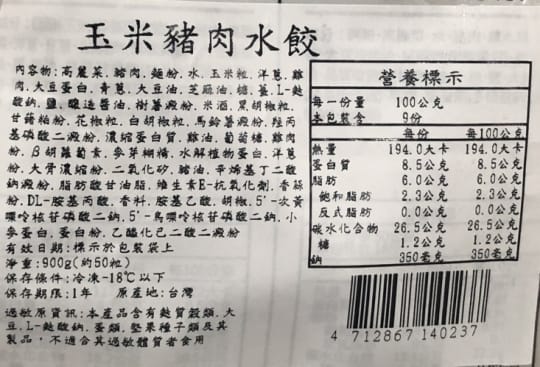 玉米豬肉水餃
內容物:高麗菜,豬肉,麵粉,水,玉米粒,洋蔥,雞
肉,大豆蛋白,青蔥,大豆油,芝麻油,糖,薑,L-麩
酸鈉,鹽,釀造醬油,樹薯澱粉,米酒,黑胡椒粒,
甘藷粉,花椒粒,白胡椒粒,馬鈴薯澱粉,羥丙
基磷酸二澱粉,濃縮蛋白質,雞油,葡萄糖,雞肉
粉,β胡蘿蔔素,麥芽糊精,水解植物蛋白,洋蔥
粉,大骨濃縮粉,二氧化矽,豬油,辛烯基丁二酸
鈉澱粉,脂肪酸甘油脂,維生素E-抗氧化劑,香蒜
粉,DL-胺基丙酸,香料,胺基乙酸,胡椒,5'-次黃
嘌呤核苷磷酸二鈉,5'-鳥嘌呤核苷磷酸二鈉,小
麥蛋白,蛋白粉,乙醯化己二酸二澱粉
有效日期:標示於包裝袋上
淨重:900g(約50粒)
保存條件:冷凍-18℃以下
保存期限:1年 原產地:台灣
過敏原資訊:本產品含有麩質穀類,大
豆,L-麩酸鈉,蛋類,堅果種子類及其
製品,不適合其過敏體質者食用
營養標示
每一份量 100公克
本包裝含 9份
每份 每100公克
熱量 194.0大卡 194.0大卡
蛋白質 8.5公克 8.5公克
脂肪 6.0公克 6.0公克
飽和脂肪 2.3公克 2.3公克
反式脂肪 0.0公克 0.0公克
碳水化合物 26.5公克 26.5公克
糖 1.2公克 1.2公克
鈉 350毫克 350毫克
4 712867 140237